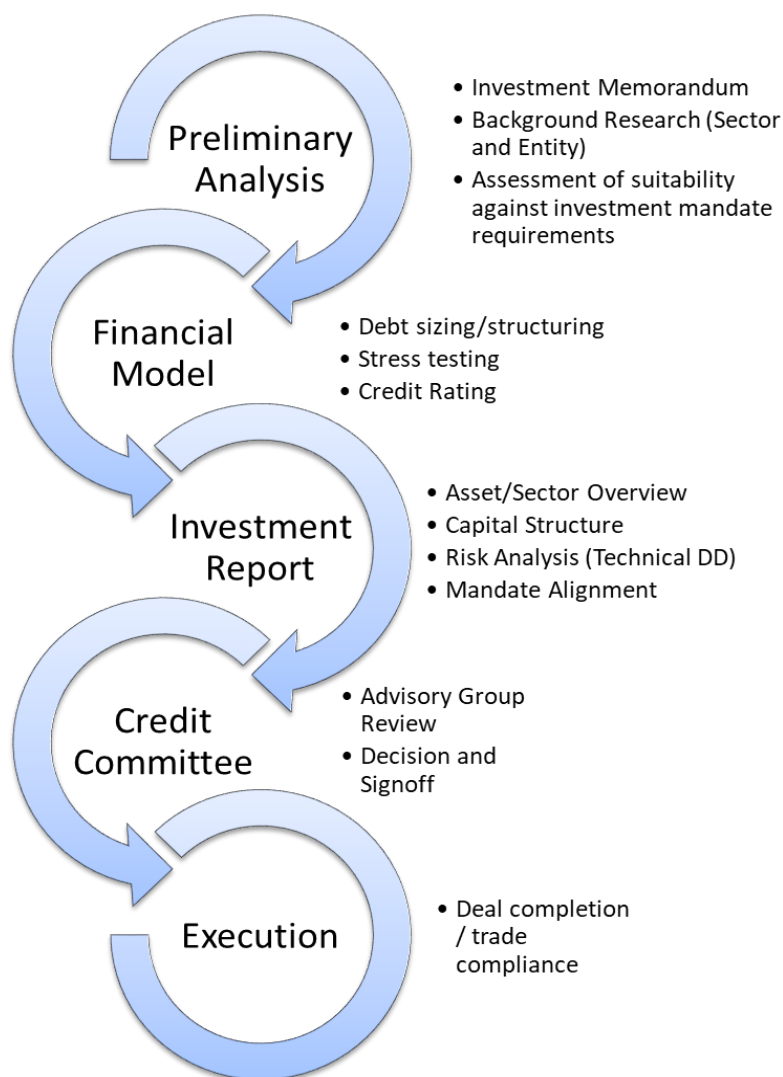 Preliminary
Analysis
• Investment Memorandum
• Background Research (Sector
and Entity)
• Assessment of suitability
against investment mandate
requirements
Financial
Model
• Debt sizing/structuring
• Stress testing
• Credit Rating
Investment
Report
• Asset/Sector Overview
• Capital Structure
• Risk Analysis (Technical DD)
• Mandate Alignment
Credit
Committee
• Advisory Group
Review
• Decision and
Signoff
Execution
• Deal completion
/ trade
compliance